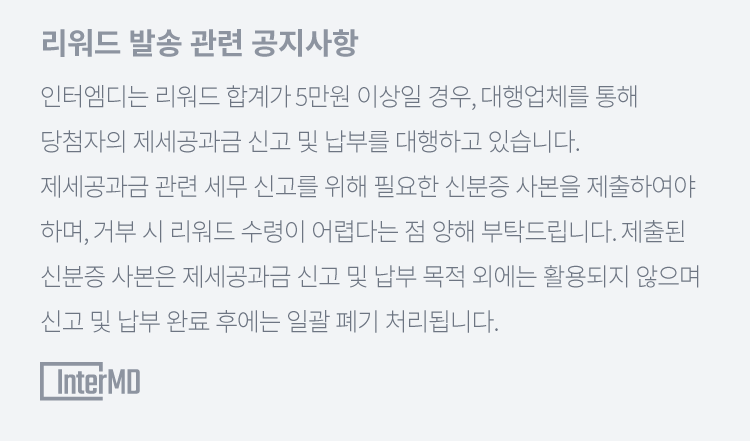 리워드 발송 관련 공지사항
인터엠디는 리워드 합계가 5만원 이상일 경우, 대행업체를 통해
당첨자의 제세공과금 신고 및 납부를 대행하고 있습니다.
제세공과금 관련 세무 신고를 위해 필요한 신분증 사본을 제출하여야
하며, 거부 시 리워드 수령이 어렵다는 점 양해 부탁드립니다. 제출된
신분증 사본은 제세공과금 신고 및 납부 목적 외에는 활용되지 않으며
신고 및 납부 완료 후에는 일괄 폐기 처리됩니다.
InterMD